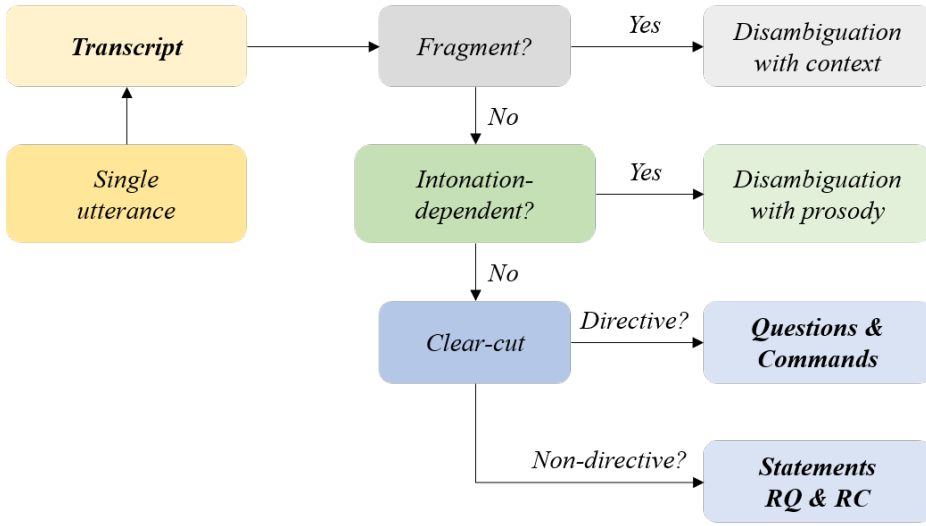 Transcript
Fragment?
Yes
Disambiguation
with context
No
Single
utterance
Intonation-
dependent?
Yes
Disambiguation
with prosody
No
Clear-cut
Directive?
Questions &
Commands
Non-directive?
Statements
RQ & RC